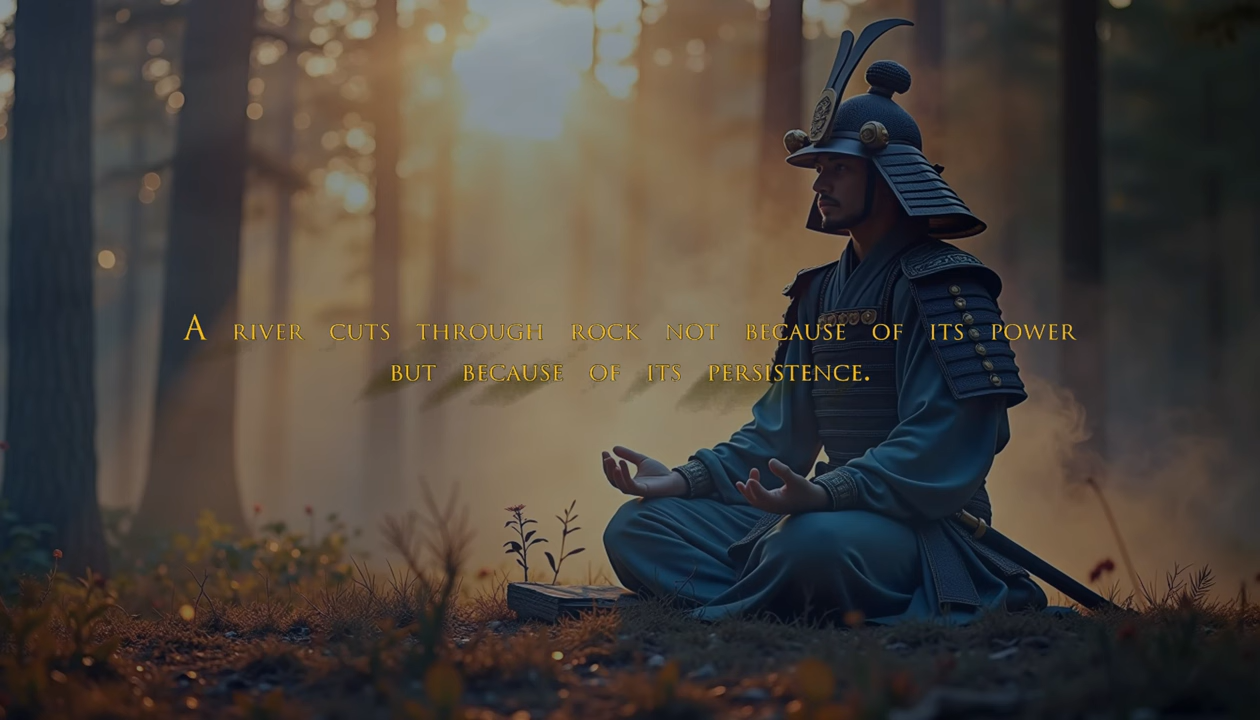 A river cuts through rock not because of its power
but because of its persistence.